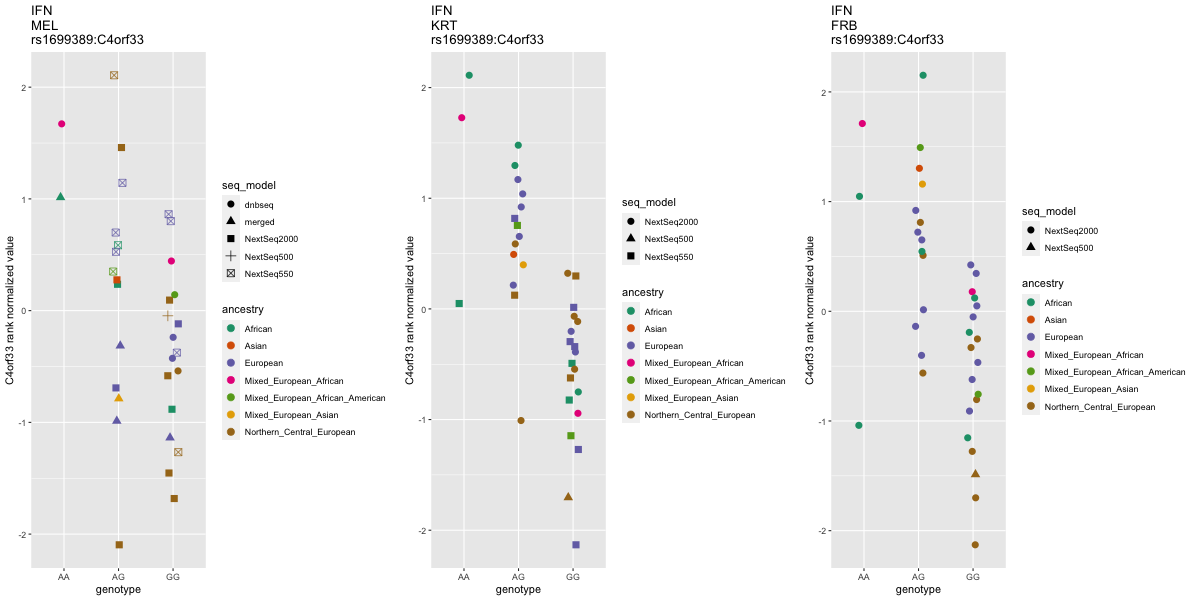 IFN
MEL
rs1699389:C4orf33
C4orf33 rank normalized value
2
1
0
-1
-2
AA
AG
GG
genotype
seq_model
dnbseq
merged
NextSeq2000
NextSeq500
NextSeq550
ancestry
African
Asian
European
Mixed_European_African
Mixed_European_African_American
Mixed_European_Asian
Northern_Central_European
IFN
KRT
rs1699389:C4orf33
C4orf33 rank normalized value
2
1
0
-1
-2
AA
AG
GG
genotype
seq_model
NextSeq2000
NextSeq500
NextSeq550
ancestry
African
Asian
European
Mixed_European_African
Mixed_European_African_American
Mixed_European_Asian
Northern_Central_European
IFN
FRB
rs1699389:C4orf33
C4orf33 rank normalized value
2
1
0
-1
-2
AA
AG
GG
genotype
seq_model
NextSeq2000
NextSeq500
ancestry
African
Asian
European
Mixed_European_African
Mixed_European_African_American
Mixed_European_Asian
Northern_Central_European